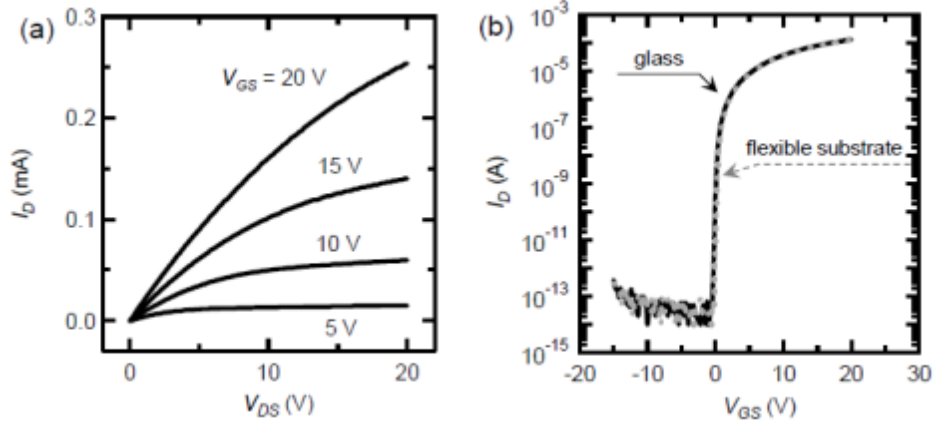 (a)
0.3
0.2
0.1
0.0
I_D (mA)
V_GS = 20 V
15 V
10 V
5 V
0
10
20
V_DS (V)
(b)
10⁻³
10⁻⁵
10⁻⁷
10⁻⁹
10⁻¹¹
10⁻¹³
10⁻¹⁵
I_D (A)
glass
flexible substrate
-20
-10
0
10
20
30
V_GS (V)